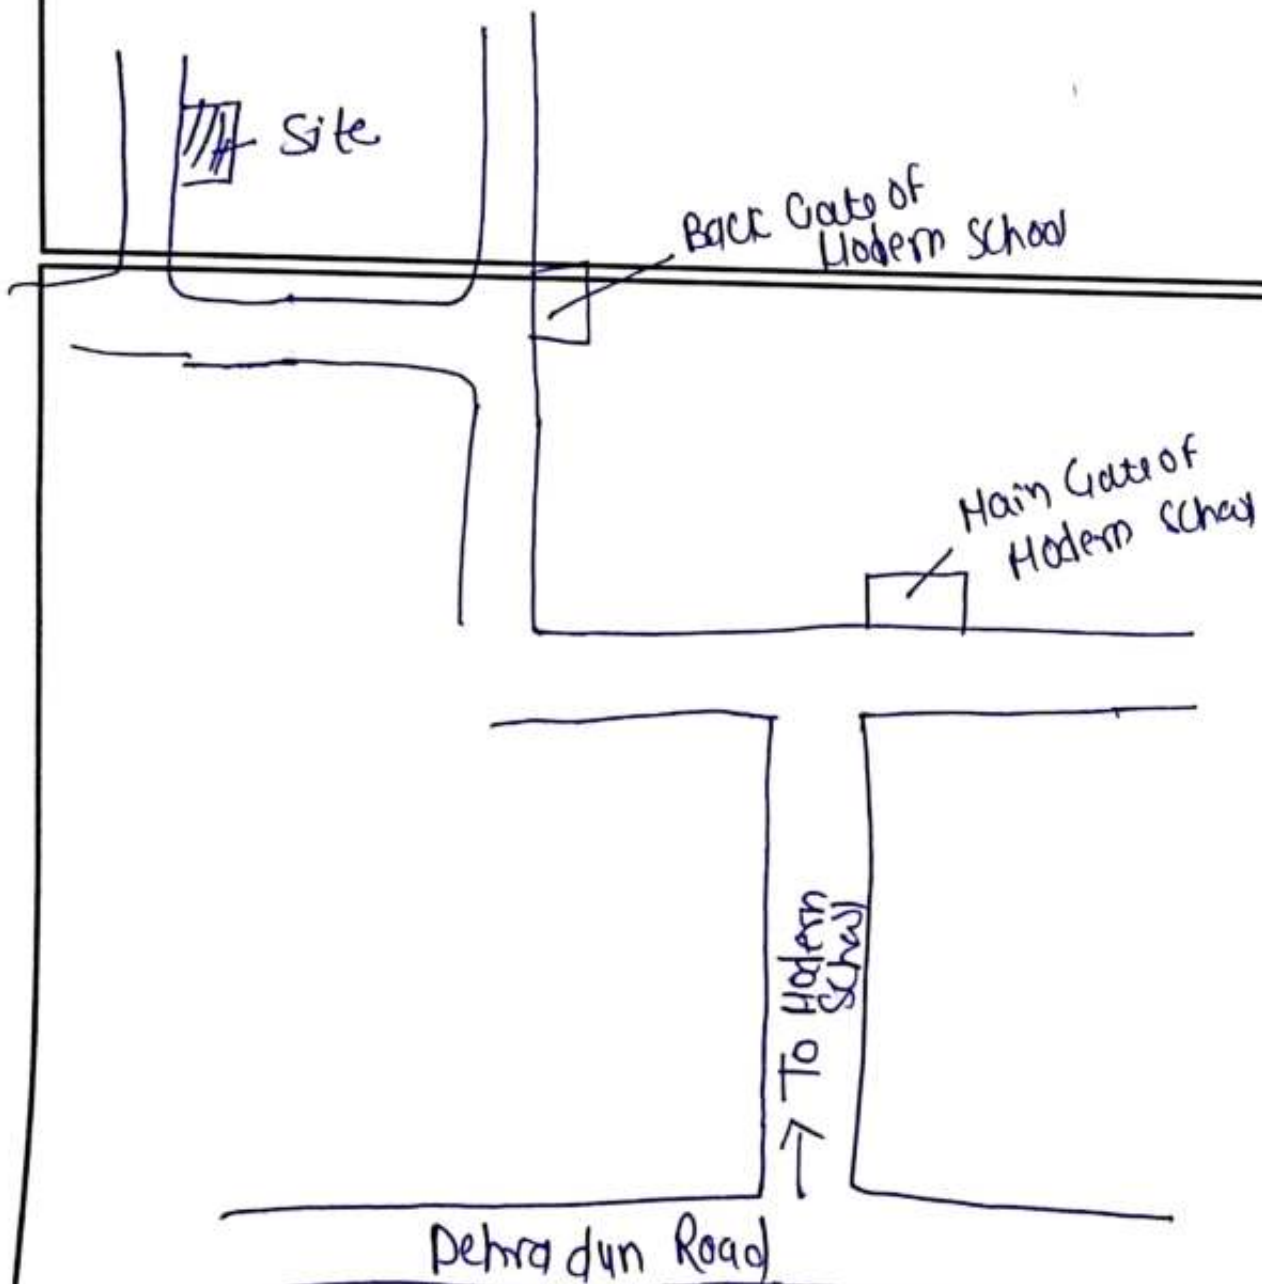 Site
Back Gate of
Modern School
Main Gate of
Modern School
→ To Modern
School
Dehradun Road